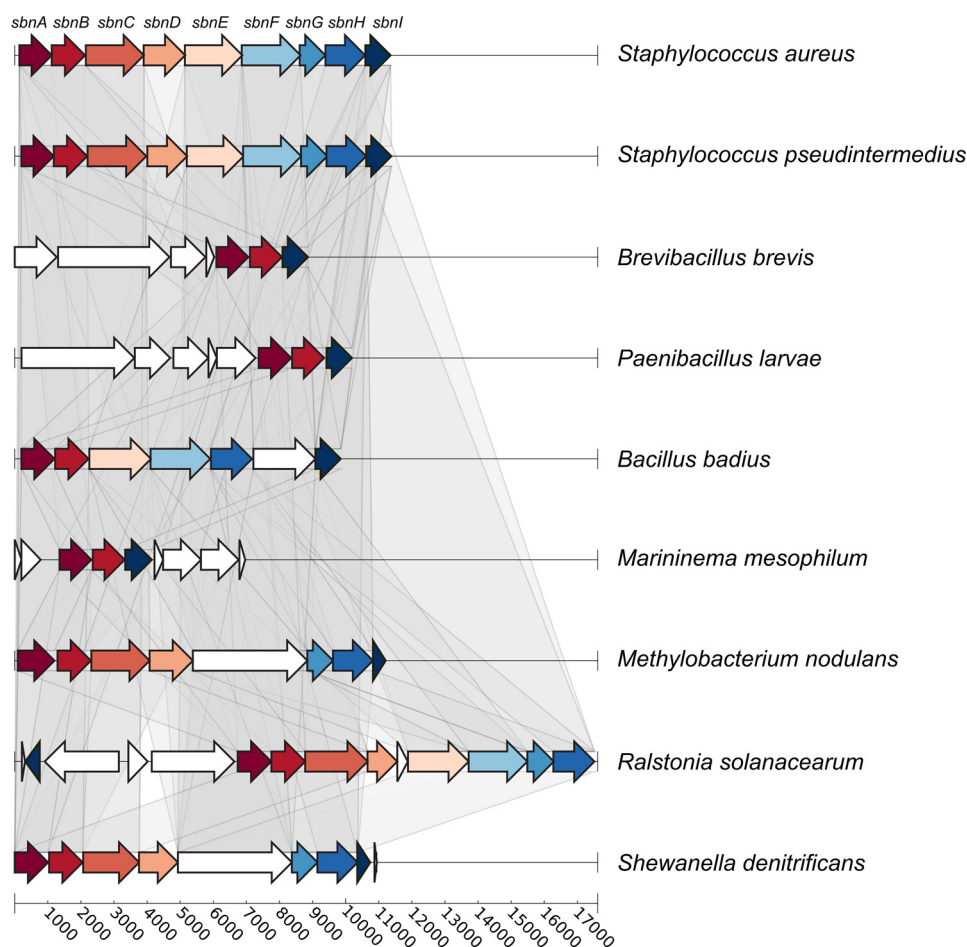 sbnA sbnB sbnC sbnD sbnE sbnF sbnG sbnH sbnI
Staphylococcus aureus
Staphylococcus pseudintermedius
Brevibacillus brevis
Paenibacillus larvae
Bacillus badius
Marininema mesophilum
Methylobacterium nodulans
Ralstonia solanacearum
Shewanella denitrificans
1000 2000 3000 4000 5000 6000 7000 8000 9000 10000 11000 12000 13000 14000 15000 16000 17000